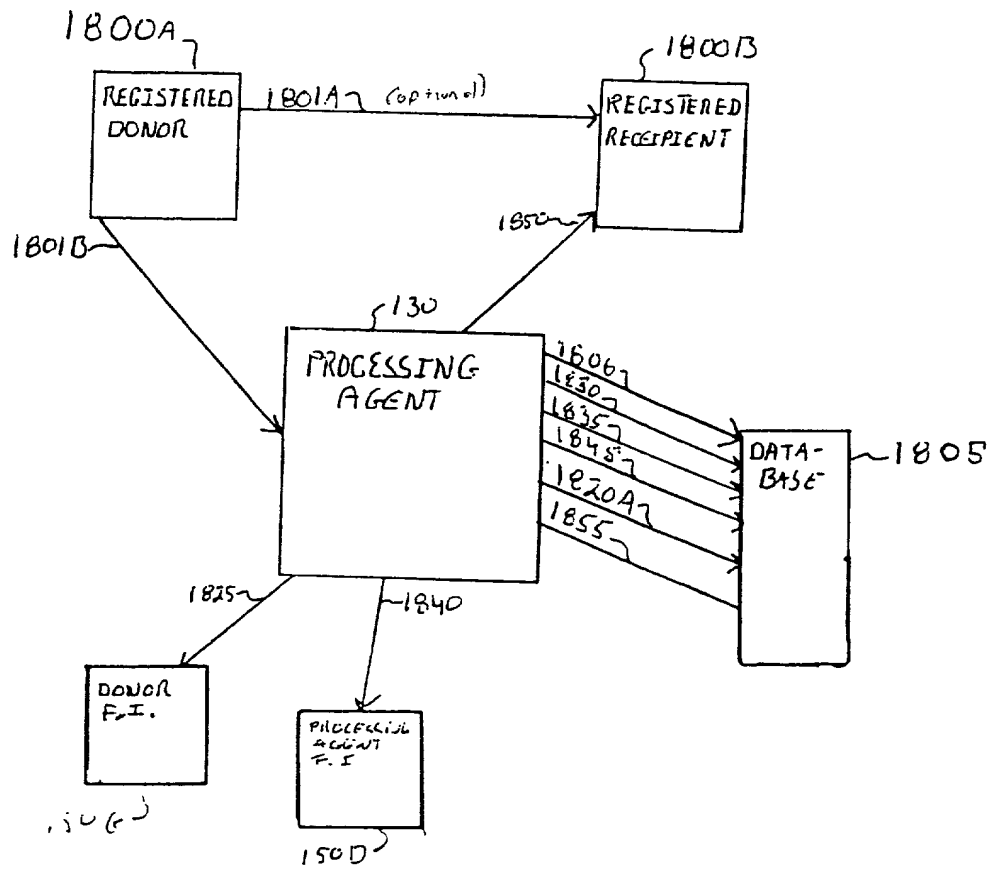 1800A
1800B
REGISTERED
DONOR
1801A (optional)
REGISTERED
RECEIPIENT
1801B
1850
130
PROCESSING
AGENT
1806
1830
1835
1845
1820A
1855
DATA-
BASE
1805
1825
1840
DONOR
F.I.
PROCESSING
AGENT
F.I
150D